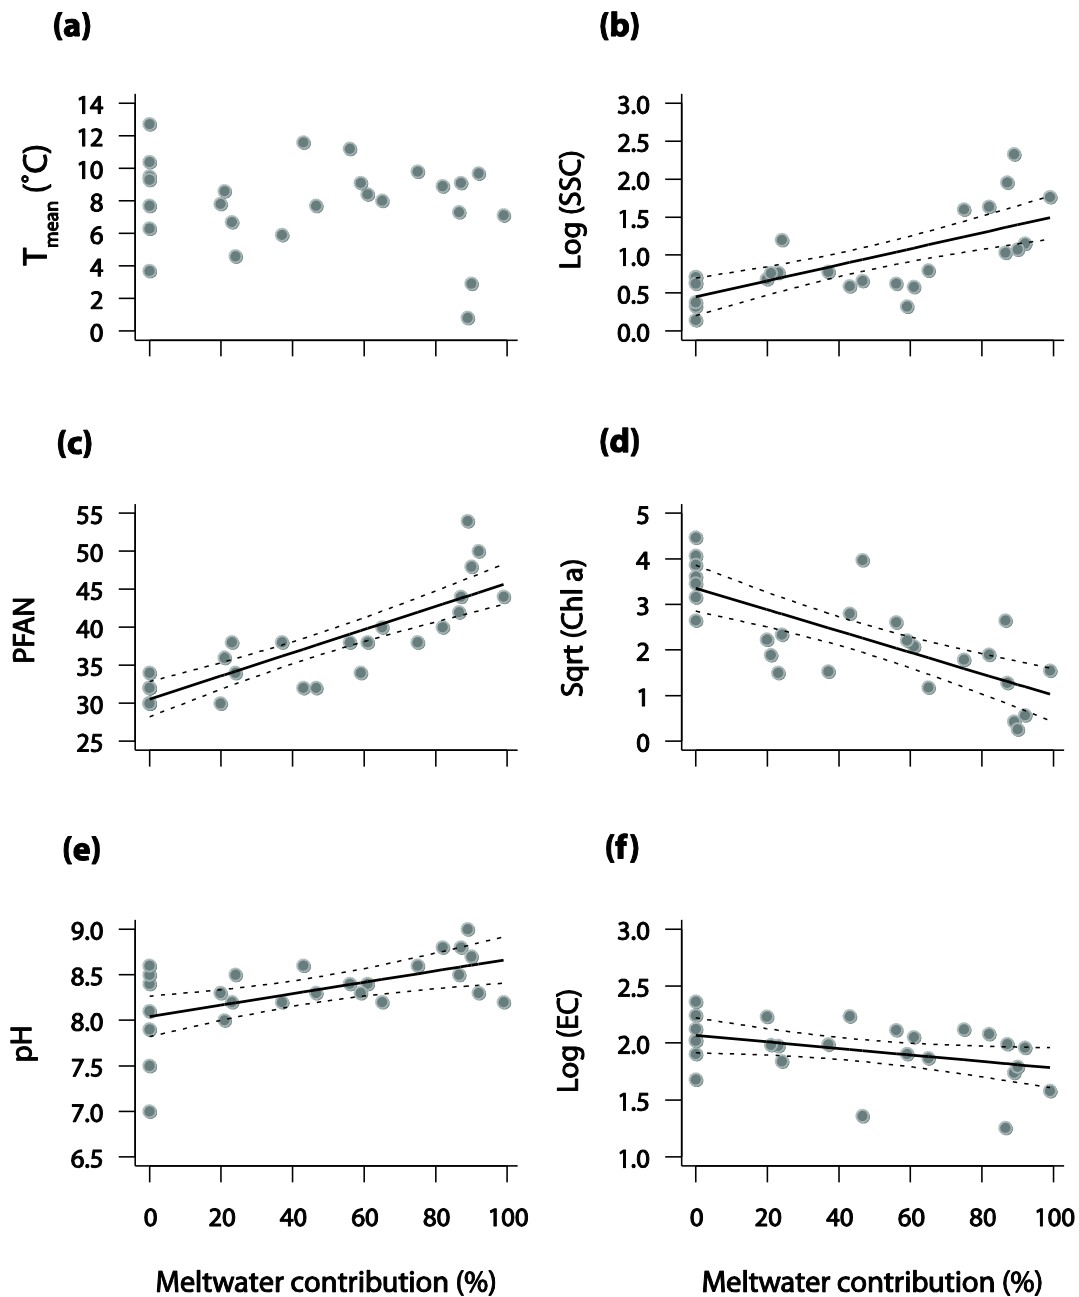 (a)
T mean (˚C)
14
12
10
8
6
4
2
0
(b)
Log (SSC)
3.0
2.5
2.0
1.5
1.0
0.5
0.0
(c)
PFAN
55
50
45
40
35
30
25
(d)
Sqrt (Chl a)
5
4
3
2
1
0
(e)
pH
9.0
8.5
8.0
7.5
7.0
6.5
0 20 40 60 80 100
Meltwater contribution (%)
(f)
Log (EC)
3.0
2.5
2.0
1.5
1.0
0 20 40 60 80 100
Meltwater contribution (%)